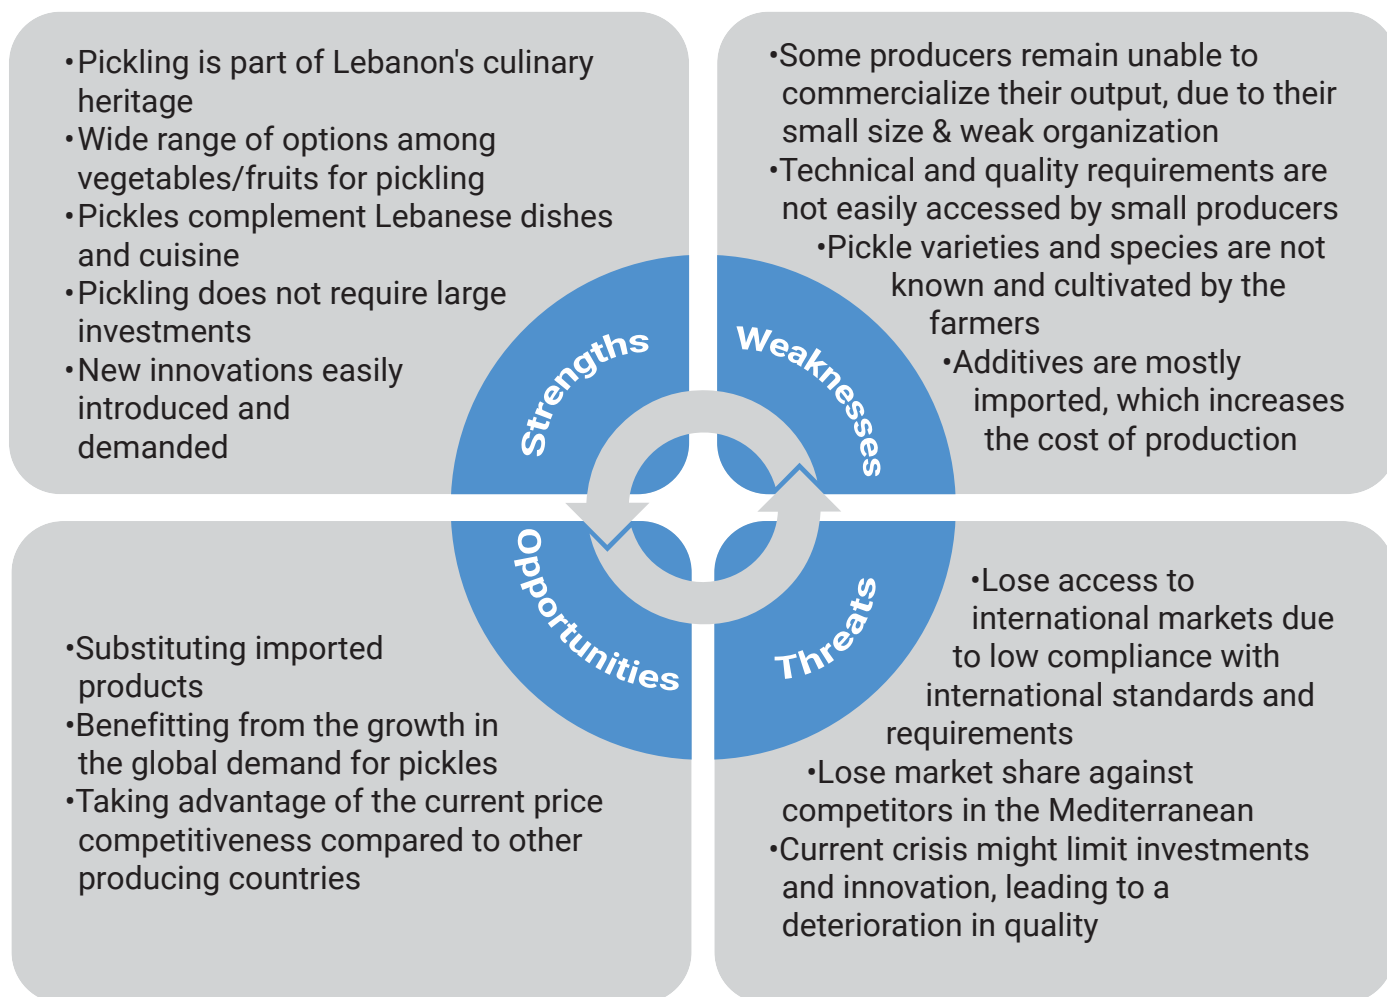 •Pickling is part of Lebanon's culinary
heritage
•Wide range of options among
vegetables/fruits for pickling
•Pickles complement Lebanese dishes
and cuisine
•Pickling does not require large
investments
•New innovations easily
introduced and
demanded
Strengths
•Some producers remain unable to
commercialize their output, due to their
small size & weak organization
•Technical and quality requirements are
not easily accessed by small producers
•Pickle varieties and species are not
known and cultivated by the
farmers
•Additives are mostly
imported, which increases
the cost of production
Weaknesses
•Substituting imported
products
•Benefitting from the growth in
the global demand for pickles
•Taking advantage of the current price
competitiveness compared to other
producing countries
Opportunities
•Lose access to
international markets due
to low compliance with
international standards and
requirements
•Lose market share against
competitors in the Mediterranean
•Current crisis might limit investments
and innovation, leading to a
deterioration in quality
Threats